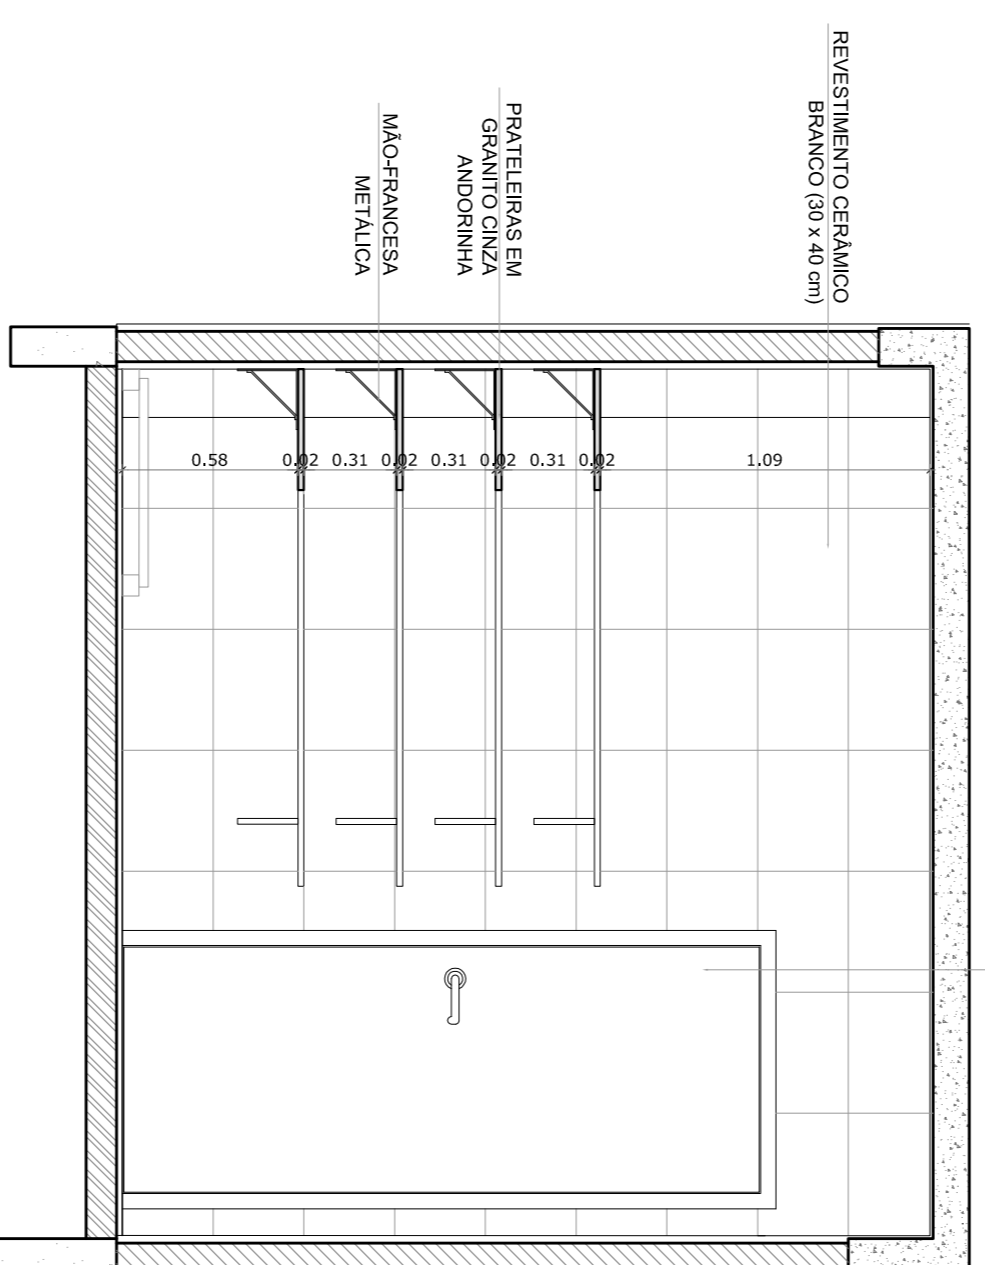 REVESTIMENTO CERÂMICO
BRANCO (30 x 40 cm)
PRATELEIRAS EM
GRANITO CINZA
ANDORINHA
MÃO-FRANCESA
METÁLICA
0.58 0.02 0.31 0.02 0.31 0.02 0.31 0.02 1.09